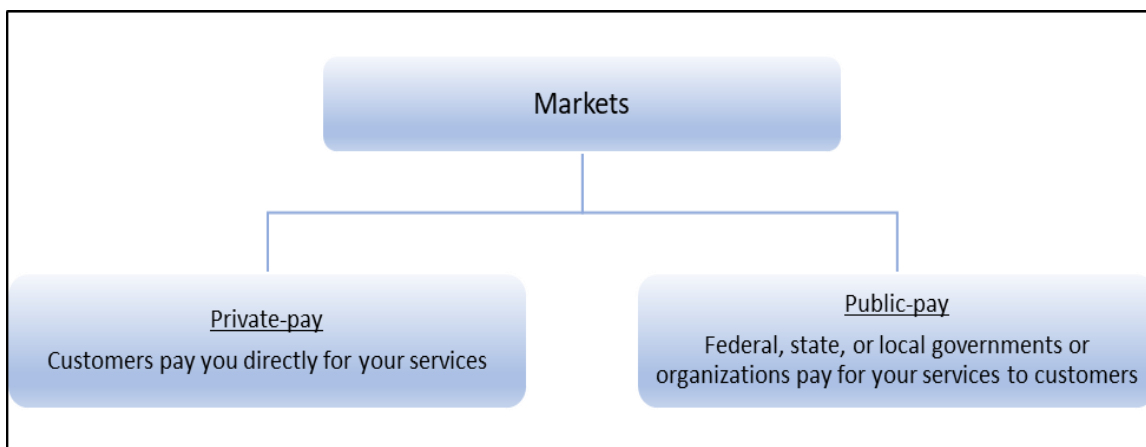 Markets
Private-pay
Customers pay you directly for your services
Public-pay
Federal, state, or local governments or
organizations pay for your services to customers